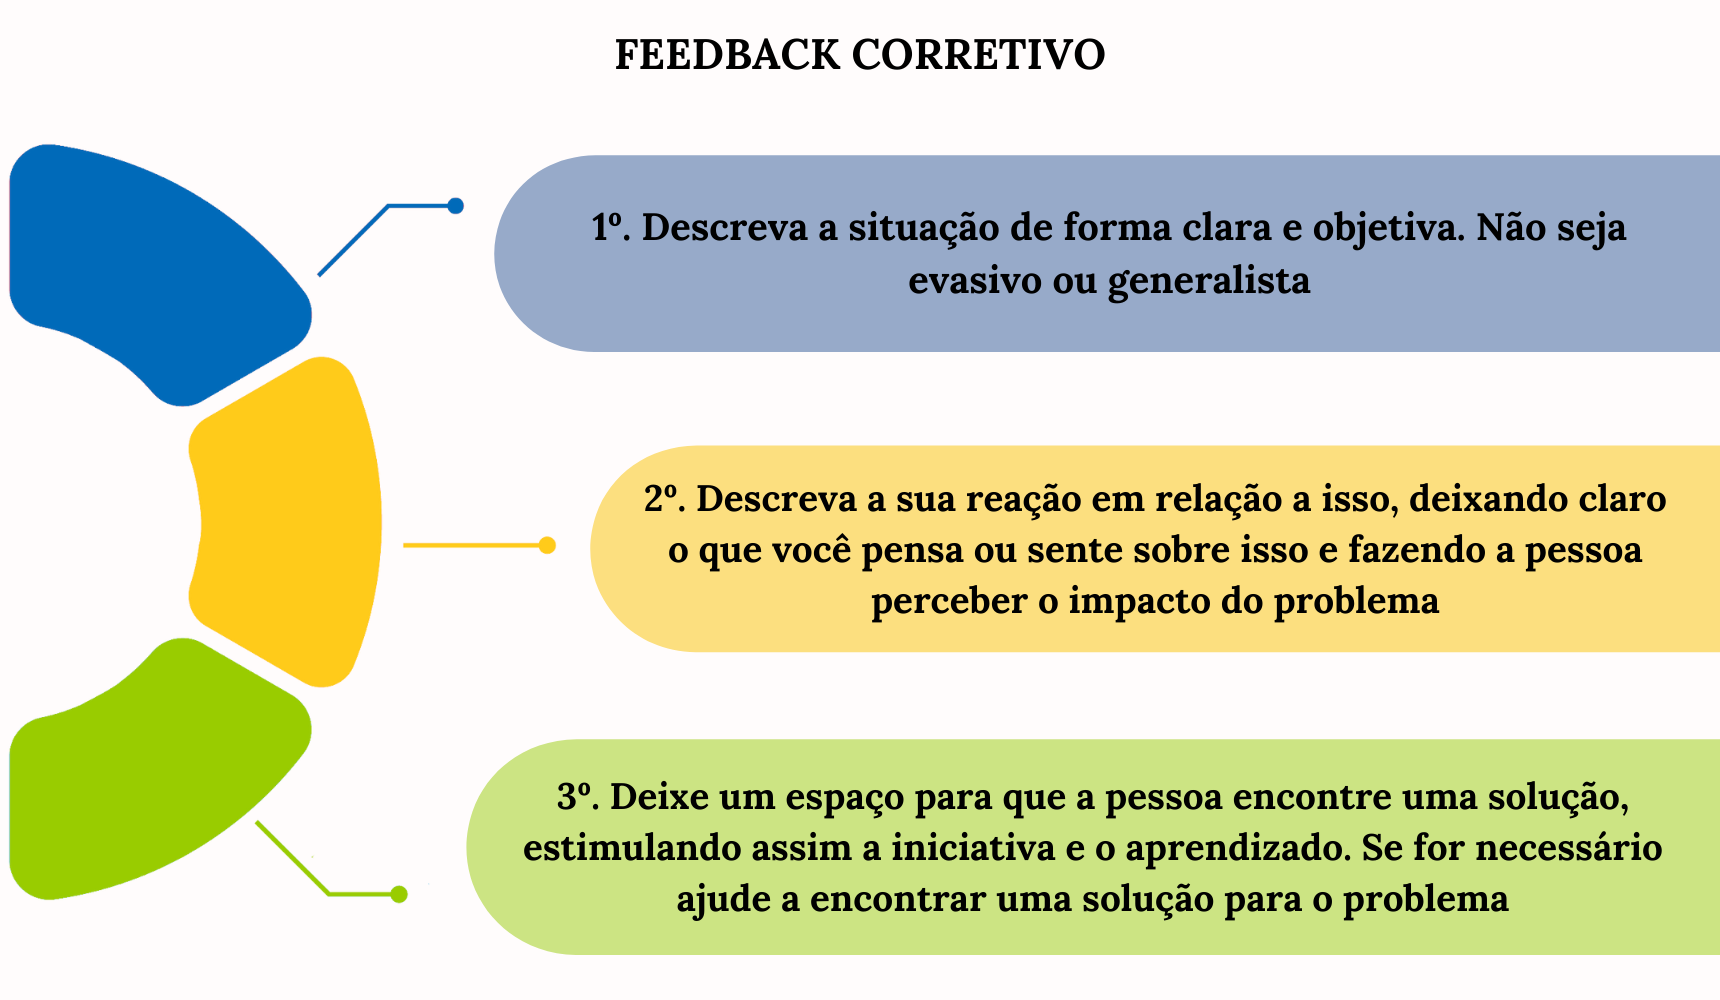 FEEDBACK CORRETIVO
1º. Descreva a situação de forma clara e objetiva. Não seja
evasivo ou generalista
2º. Descreva a sua reação em relação a isso, deixando claro
o que você pensa ou sente sobre isso e fazendo a pessoa
perceber o impacto do problema
3º. Deixe um espaço para que a pessoa encontre uma solução,
estimulando assim a iniciativa e o aprendizado. Se for necessário
ajude a encontrar uma solução para o problema